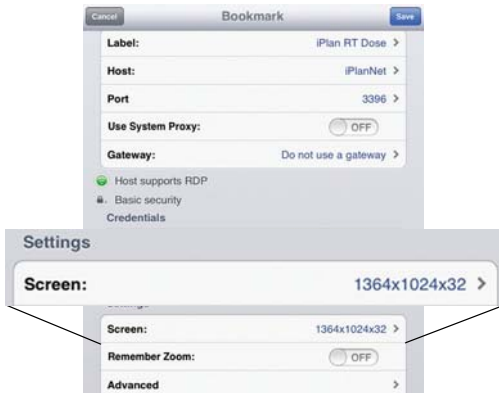 Cancel Bookmark Save
Label: iPlan RT Dose >
Host: iPlanNet >
Port 3396 >
Use System Proxy: OFF
Gateway: Do not use a gateway >
Host supports RDP
Basic security
Credentials
Settings
Screen: 1364x1024x32 >
Screen: 1364x1024x32 >
Remember Zoom: OFF
Advanced >